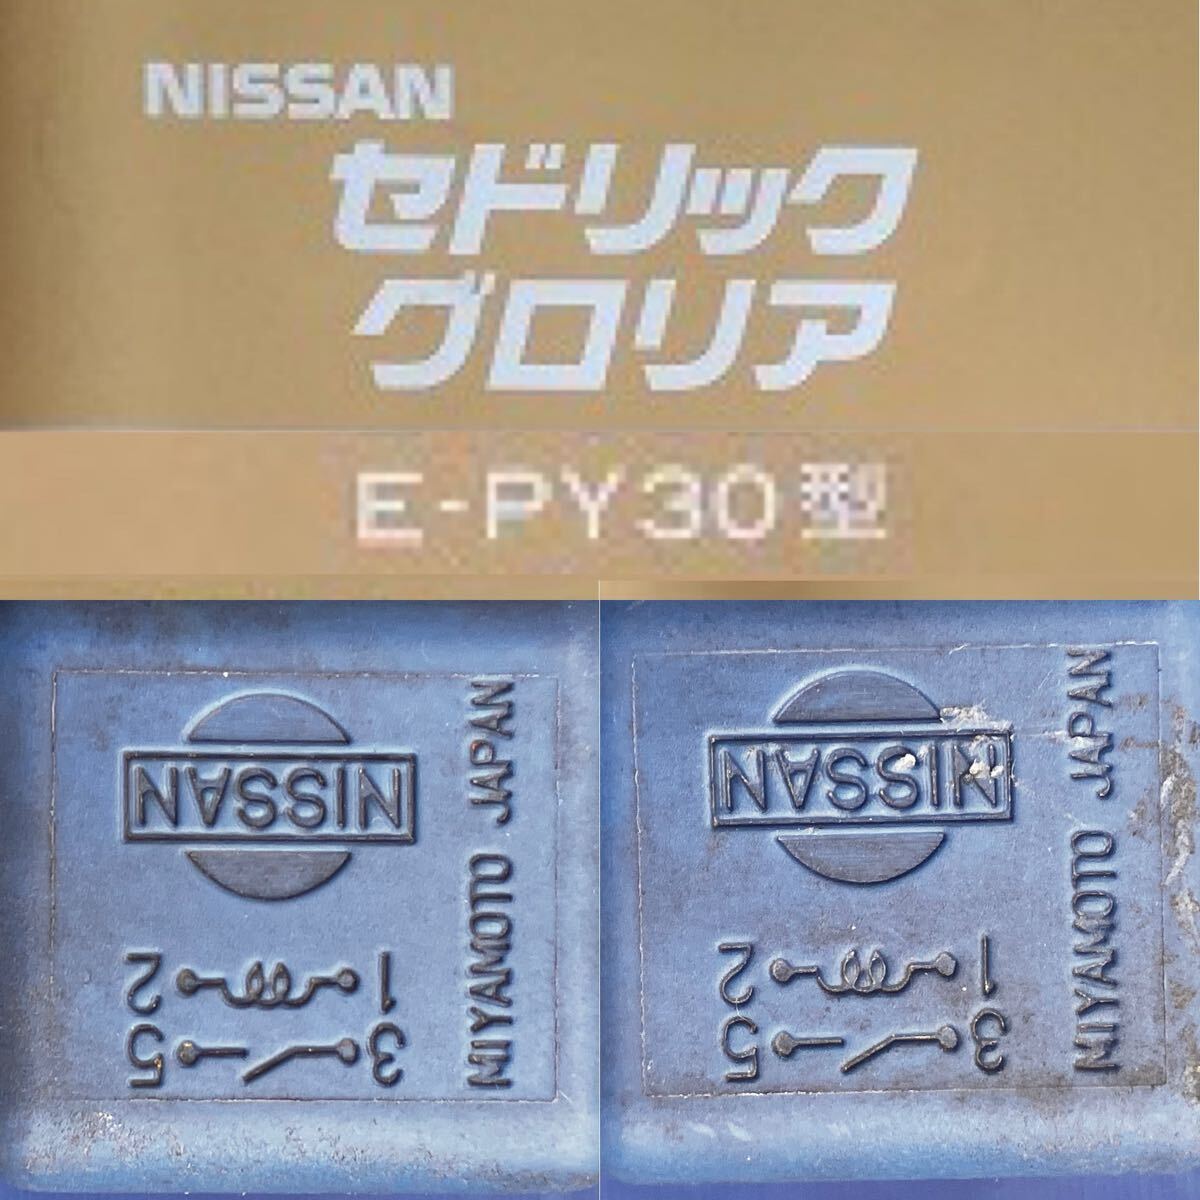 NISSAN
セドリック
グロリア
E-PY30型
NISSAN
MIYAMOTO JAPAN
2 1
5 3
NISSAN
MIYAMOTO JAPAN
2 1
5 3